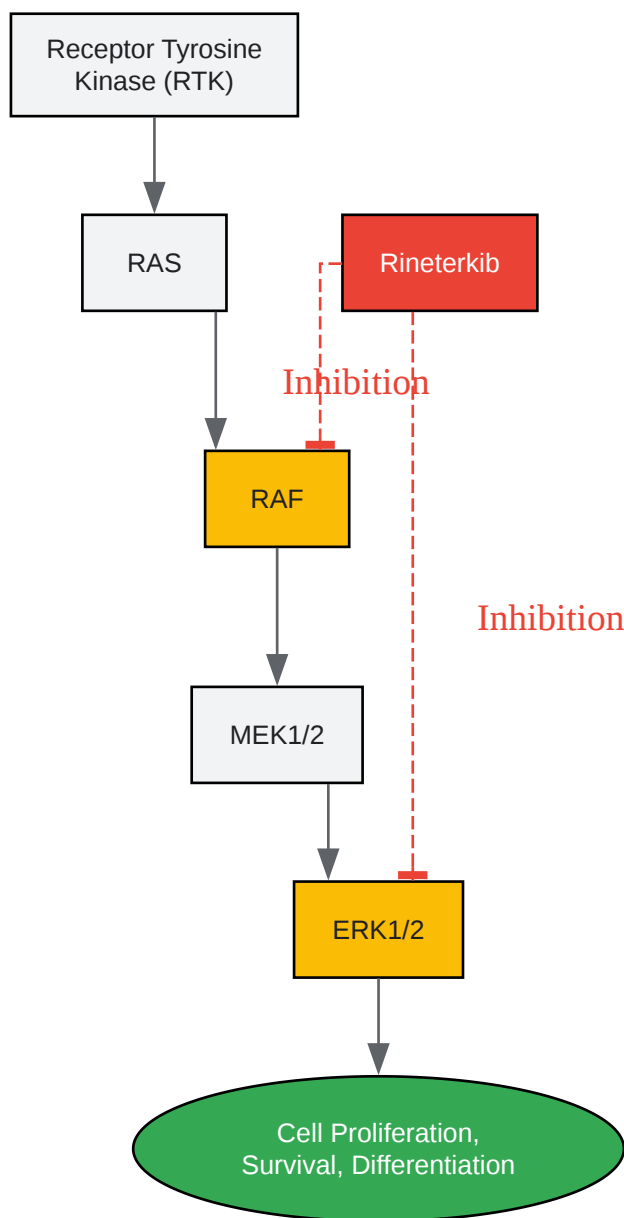 Receptor Tyrosine
Kinase (RTK)
RAS
Rineterkib
Inhibition
RAF
Inhibition
MEK1/2
ERK1/2
Cell Proliferation,
Survival, Differentiation